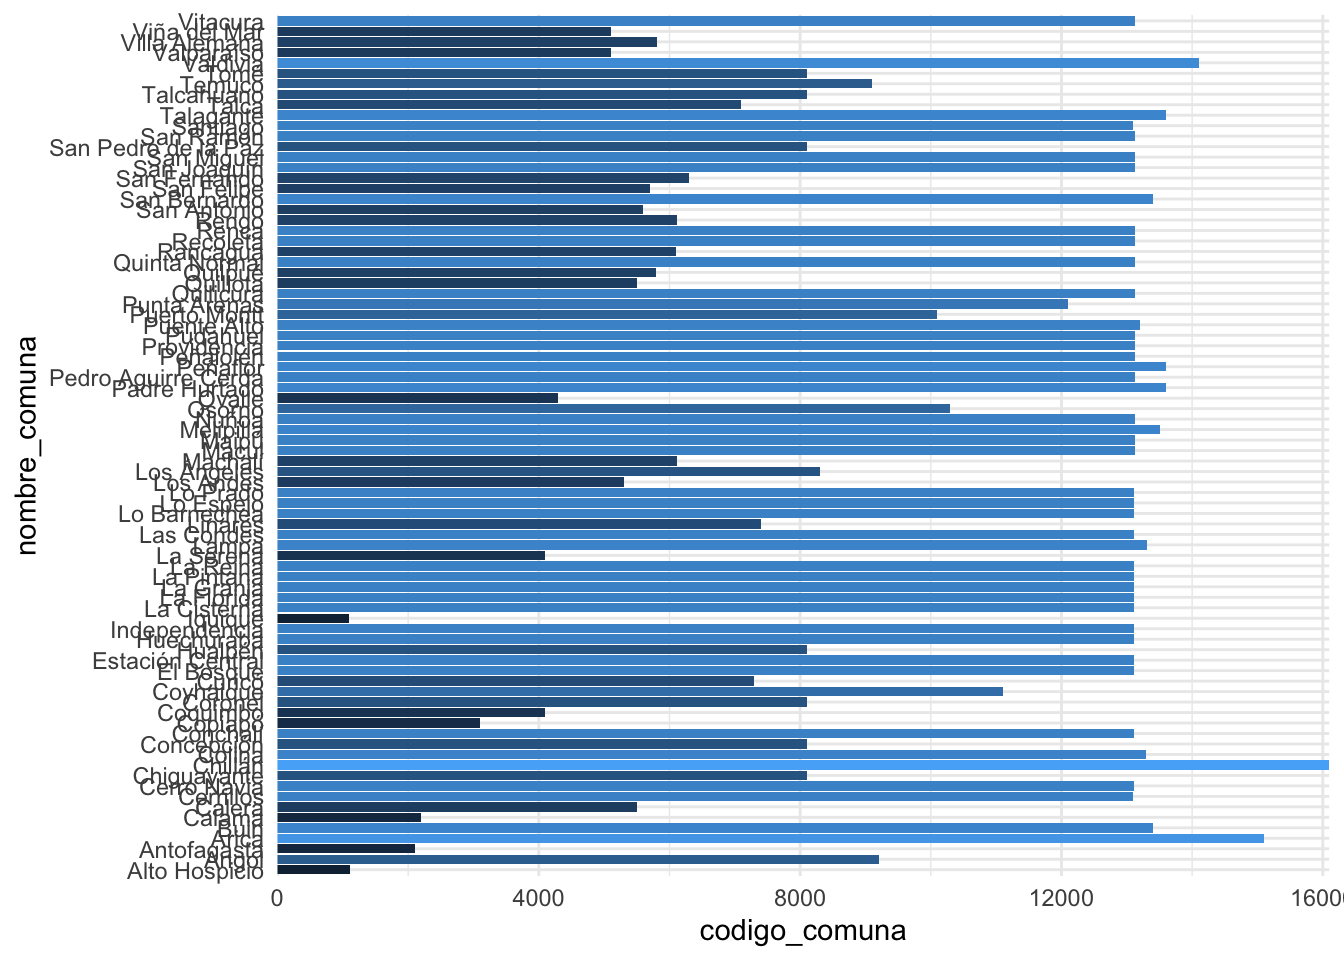 Vitacura
Viña del Mar
Villa Alemana
Valparaíso
Valdivia
Tomé
Temuco
Talcahuano
Talca
Talagante
Santiago
San Ramón
San Pedro de la Paz
San Miguel
San Joaquín
San Fernando
San Felipe
San Bernardo
San Antonio
Rengo
Renca
Recoleta
Rancagua
Quinta Normal
Quilpué
Quillota
Quilicura
Punta Arenas
Puerto Montt
Puente Alto
Pudahuel
Providencia
Peñalolén
Peñaflor
Pedro Aguirre Cerda
Padre Hurtado
Ovalle
Osorno
Ñuñoa
Melipilla
Maipú
Macul
Machalí
Los Ángeles
Los Andes
Lo Prado
Lo Espejo
Lo Barnechea
Linares
Las Condes
Lampa
La Serena
La Reina
La Pintana
La Granja
La Florida
La Cisterna
Iquique
Independencia
Huechuraba
Hualpén
Estación Central
El Bosque
Curicó
Coyhaique
Coronel
Coquimbo
Copiapó
Conchalí
Concepción
Colina
Chillán
Chiguayante
Cerro Navia
Cerrillos
Calera
Calama
Buin
Arica
Antofagasta
Angol
Alto Hospicio
nombre_comuna
0 4000 8000 12000 16000
codigo_comuna